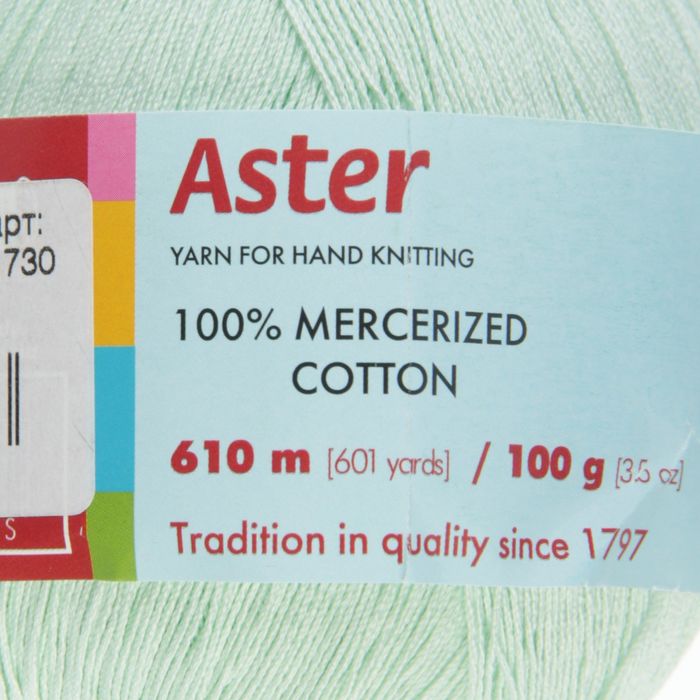 Aster
YARN FOR HAND KNITTING
100% MERCERIZED
COTTON
610 m [601 yards] / 100 g [3.5 oz]
Tradition in quality since 1797
730
S